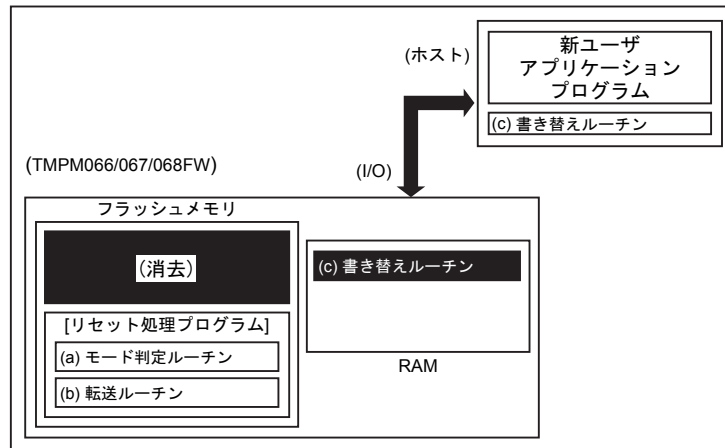 (ホスト)
新ユーザ
アプリケーション
プログラム
(c) 書き替えルーチン
(TMPM066/067/068FW)
(I/O)
フラッシュメモリ
(消去)
[リセット処理プログラム]
(a) モード判定ルーチン
(b) 転送ルーチン
(c) 書き替えルーチン
RAM